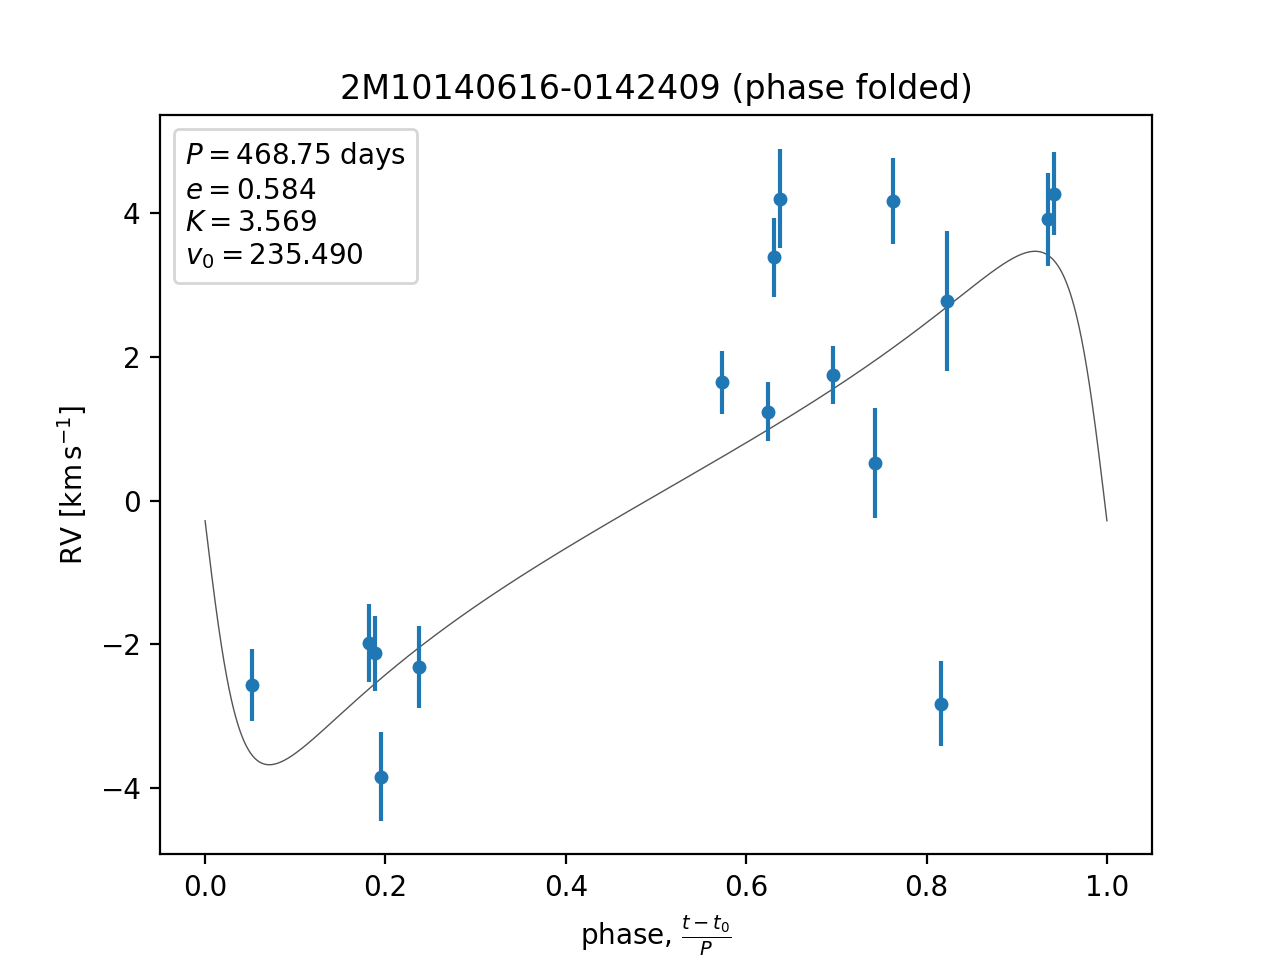 2M10140616-0142409 (phase folded)
P = 468.75 days
e = 0.584
K = 3.569
v₀ = 235.490
RV [km s⁻¹]
4
2
0
−2
−4
0.0 0.2 0.4 0.6 0.8 1.0
phase, (t − t₀)/P